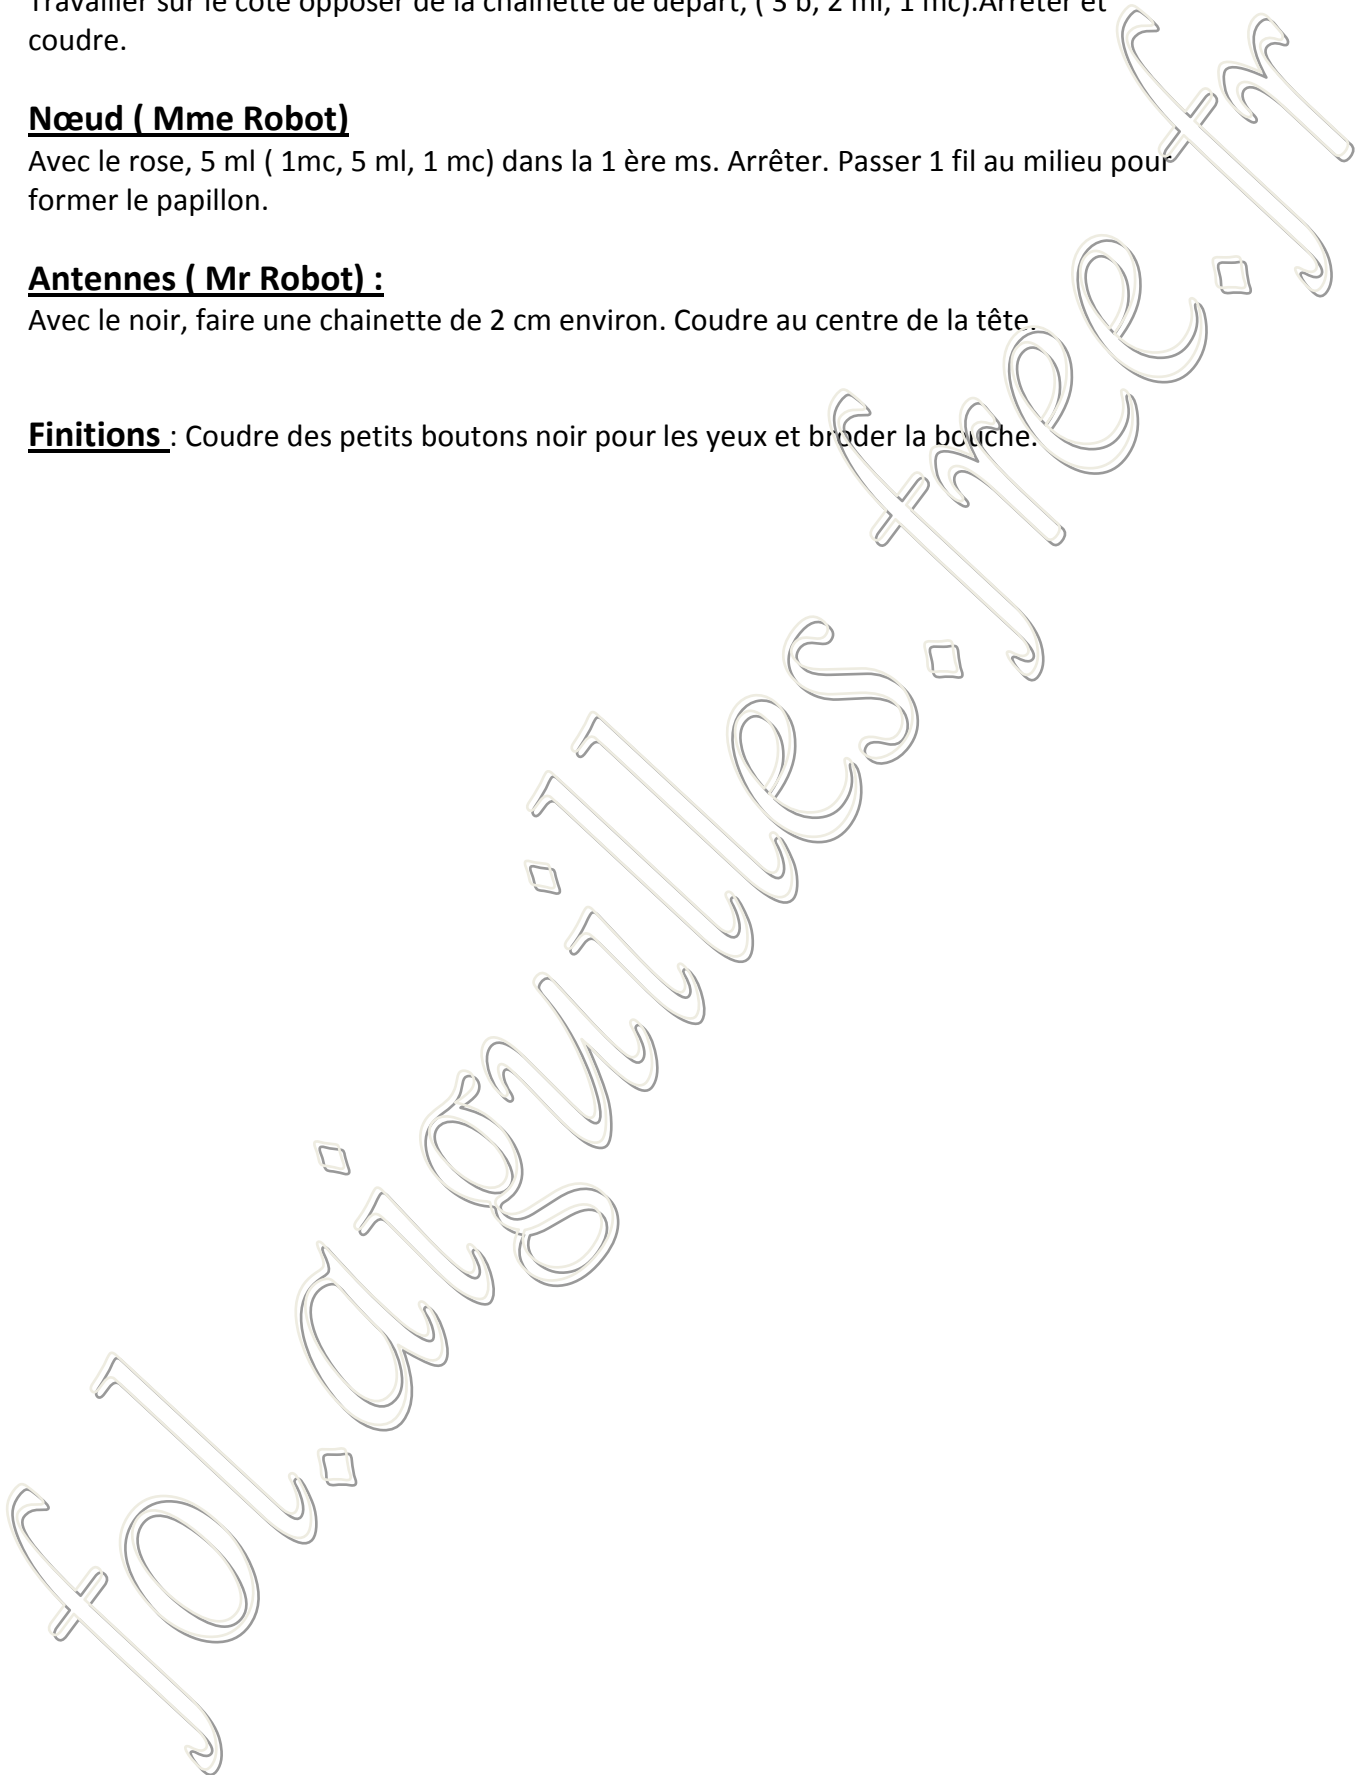 Travailler sur le côté opposer de la chainette de départ, ( 3 b, 2 ml, 1 mc).Arrêter et
coudre.
Nœud ( Mme Robot)
Avec le rose, 5 ml ( 1mc, 5 ml, 1 mc) dans la 1 ère ms. Arrêter. Passer 1 fil au milieu pour
former le papillon.
Antennes ( Mr Robot) :
Avec le noir, faire une chainette de 2 cm environ. Coudre au centre de la tête.
Finitions : Coudre des petits boutons noir pour les yeux et broder la bouche.
fol.aiguilles.free.fr